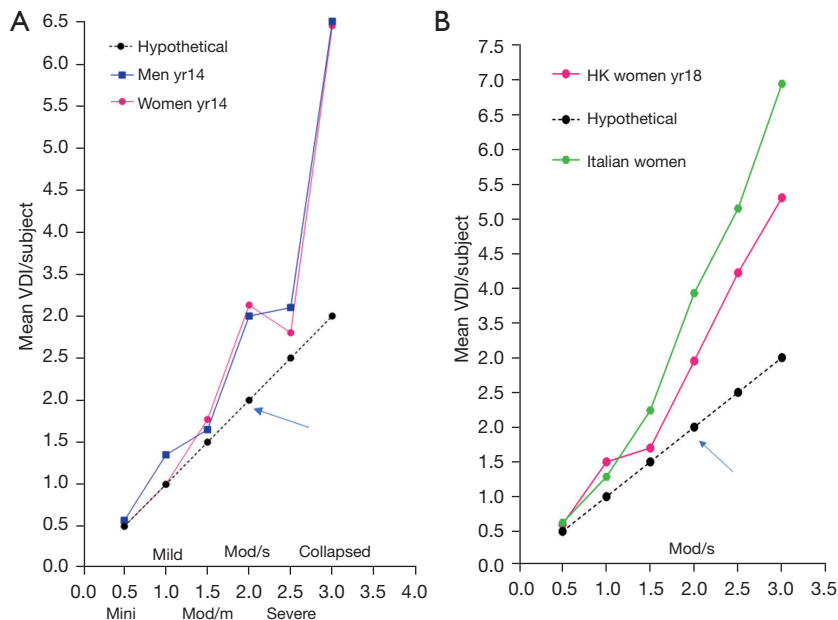 A
Mean VDI/subject
6.5
6.0
5.5
5.0
4.5
4.0
3.5
2.0
2.5
2.0
1.5
1.0
0.5
0.0
Hypothetical
Men yr14
Women yr14
Mild Mod/s Collapsed
0.0 0.5 1.0 1.5 2.0 2.5 3.0 3.5 4.0
Mini Mod/m Severe
B
Mean VDI/subject
7.5
7.0
6.5
6.0
5.5
5.0
4.5
4.0
3.5
2.0
2.5
2.0
1.5
1.0
0.5
0.0
HK women yr18
Hypothetical
Italian women
Mod/s
0.0 0.5 1.0 1.5 2.0 2.5 3.0 3.5